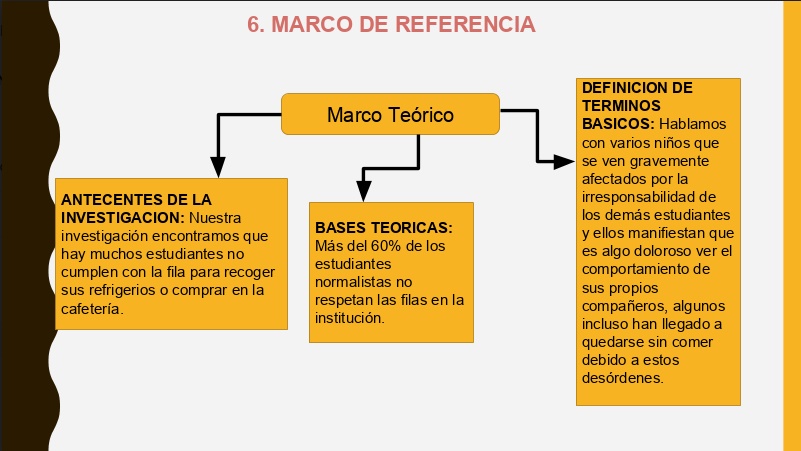 6. MARCO DE REFERENCIA
Marco Teórico
ANTECENTES DE LA
INVESTIGACION: Nuestra
investigación encontramos que
hay muchos estudiantes no
cumplen con la fila para recoger
sus refrigerios o comprar en la
cafetería.
BASES TEORICAS:
Más del 60% de los
estudiantes
normalistas no
respetan las filas en la
institución.
DEFINICION DE
TERMINOS
BASICOS: Hablamos
con varios niños que
se ven gravemente
afectados por la
irresponsabilidad de
los demás estudiantes
y ellos manifiestan que
es algo doloroso ver el
comportamiento de
sus propios
compañeros, algunos
incluso han llegado a
quedarse sin comer
debido a estos
desórdenes.